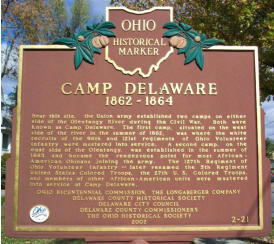 OHIO
HISTORICAL
MARKER
CAMP DELAWARE
1862 - 1864
Near this site, the Union army established two camps on either
side of the Olentangy River during the Civil War. Both were
known as Camp Delaware. The first camp, situated on the west
side of the river in the summer of 1862, was where the white
recruits of the 96th and 121st regiments of Ohio Volunteer
Infantry were mustered into service. A second camp, on the
east side of the Olentangy, was established in the summer of
1863 and became the rendezvous point for most African-
American Ohioans joining the army. The 127th Regiment of
Ohio Volunteer Infantry - later renamed the 5th Regiment
United States Colored Troops, the 27th U.S. Colored Troops,
and members of other African-American units were mustered
into service at Camp Delaware.
OHIO BICENTENNIAL COMMISSION, THE LONGABERGER COMPANY
DELAWARE COUNTY HISTORICAL SOCIETY
DELAWARE CITY COUNCIL
DELAWARE COUNTY COMMISSIONERS
THE OHIO HISTORICAL SOCIETY
2002
2-21